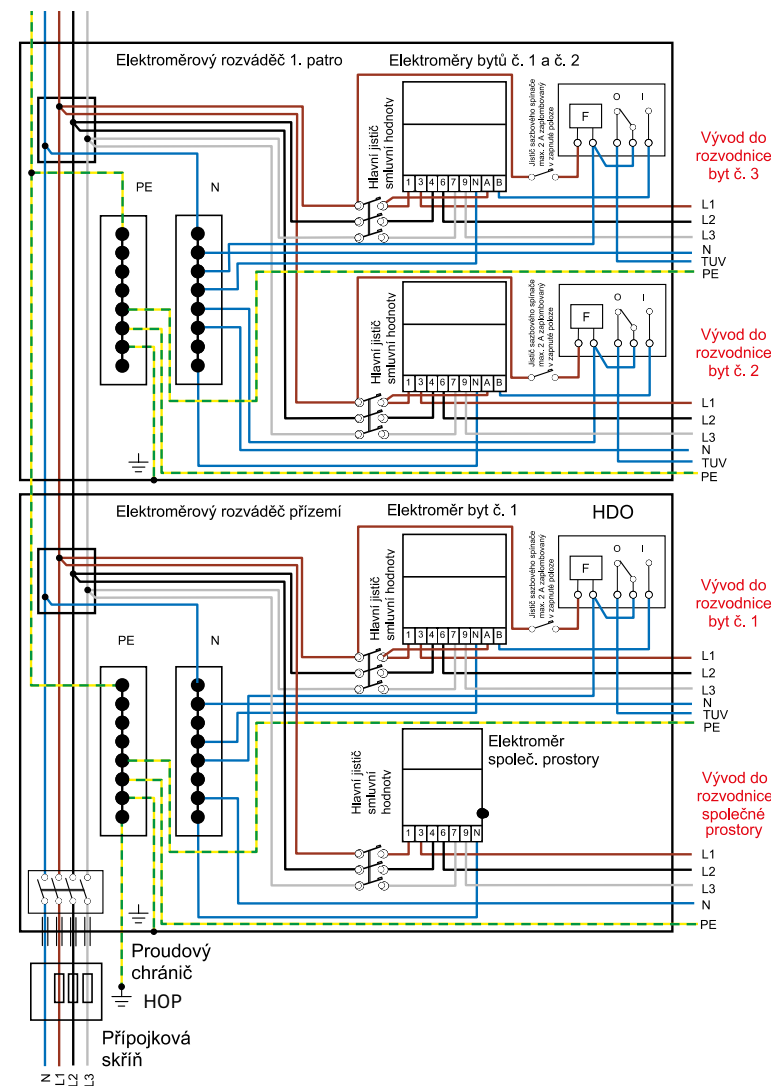 Elektroměrový rozváděč 1. patro
Elektroměry bytů č. 1 a č. 2
Hlavní jistič
smluvní hodnoty
Jistič sazbového spínače
max. 2 A zaplombovaný
v zapnuté poloze
F
O
I
Vývod do
rozvodnice
byt č. 3
PE
N
1 3 4 6 7 9 N A B
L1
L2
L3
N
TUV
PE
Hlavní jistič
smluvní hodnoty
Jistič sazbového spínače
max. 2 A zaplombovaný
v zapnuté poloze
F
O
I
Vývod do
rozvodnice
byt č. 2
1 3 4 6 7 9 N A B
L1
L2
L3
N
TUV
PE
Elektroměrový rozváděč přízemí
Elektroměr byt č. 1
HDO
Hlavní jistič
smluvní hodnoty
Jistič sazbového spínače
max. 2 A zaplombovaný
v zapnuté poloze
F
O
I
Vývod do
rozvodnice
byt č. 1
PE
N
1 3 4 6 7 9 N A B
L1
L2
L3
N
TUV
PE
Hlavní jistič
smluvní
hodnoty
Elektroměr
společ. prostory
Vývod do
rozvodnice
společné
prostory
1 3 4 6 7 9 N
L1
L2
L3
N
PE
Proudový
chránič
HOP
Přípojková
skříň
N
L1
L2
L3